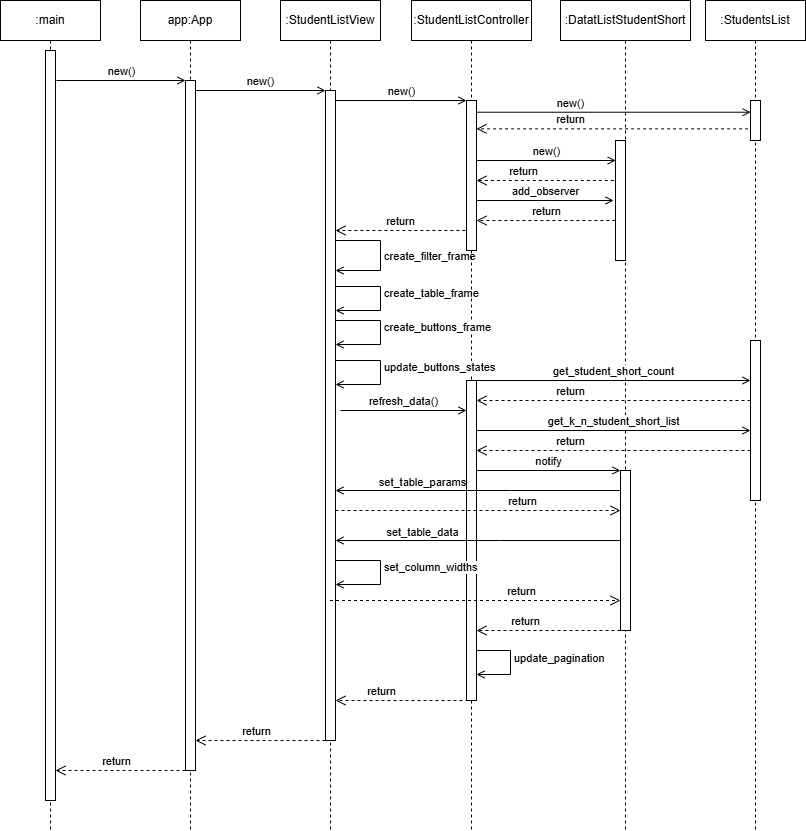 :main
app:App
:StudentListView
:StudentListController
:DatatListStudentShort
:StudentsList
new()
new()
new()
new()
return
new()
return
add_observer
return
return
create_filter_frame
create_table_frame
create_buttons_frame
update_buttons_states
get_student_short_count
return
refresh_data()
get_k_n_student_short_list
return
notify
set_table_params
return
set_table_data
set_column_widths
return
return
update_pagination
return
return
return